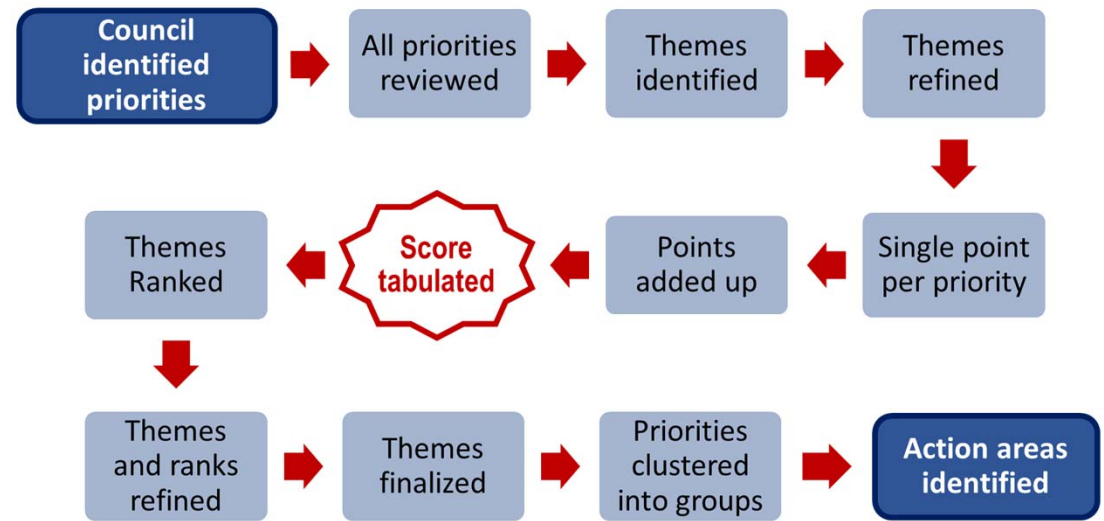 Council
identified
priorities
All priorities
reviewed
Themes
identified
Themes
refined
Single point
per priority
Points
added up
Score
tabulated
Themes
Ranked
Themes
and ranks
refined
Themes
finalized
Priorities
clustered
into groups
Action areas
identified